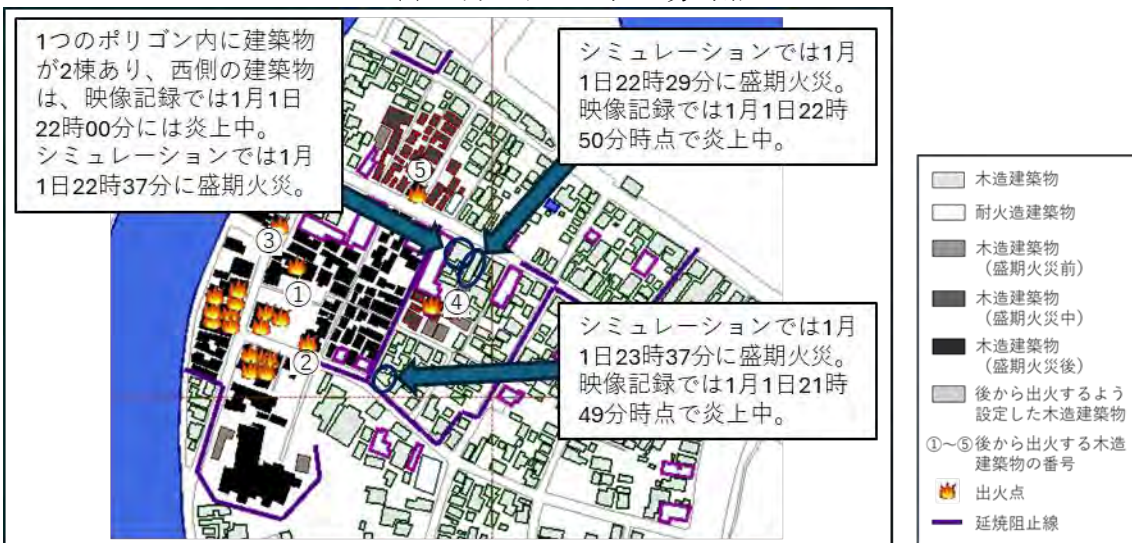 1つのポリゴン内に建築物
が2棟あり、西側の建築物
は、映像記録では1月1日
22時00分には炎上中。
シミュレーションでは1月
1日22時37分に盛期火災。
シミュレーションでは1月
1日22時29分に盛期火災。
映像記録では1月1日22時
50分時点で炎上中。
⑤
③
①
④
②
シミュレーションでは1月
1日23時37分に盛期火災。
映像記録では1月1日21時
49分時点で炎上中。
木造建築物
耐火造建築物
木造建築物
（盛期火災前）
木造建築物
（盛期火災中）
木造建築物
（盛期火災後）
後から出火するよう
設定した木造建築物
①～⑤後から出火する木造
建築物の番号
出火点
延焼阻止線